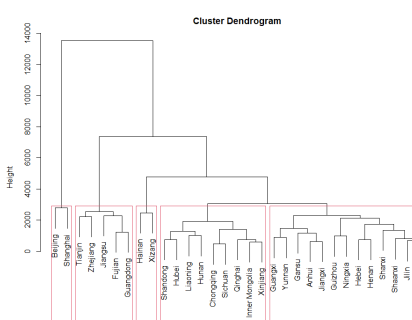 Cluster Dendrogram
Height
14000
12000
10000
8000
6000
4000
2000
0
Beijing
Shanghai
Tianjin
Zhejiang
Jiangsu
Fujian
Guangdong
Hainan
Xizang
Shandong
Hubei
Liaoning
Hunan
Chongqing
Sichuan
Qinghai
Inner Mongolia
Xinjiang
Guangxi
Yunnan
Gansu
Anhui
Jiangxi
Guizhou
Ningxia
Hebei
Henan
Shanxi
Shaanxi
Jilin